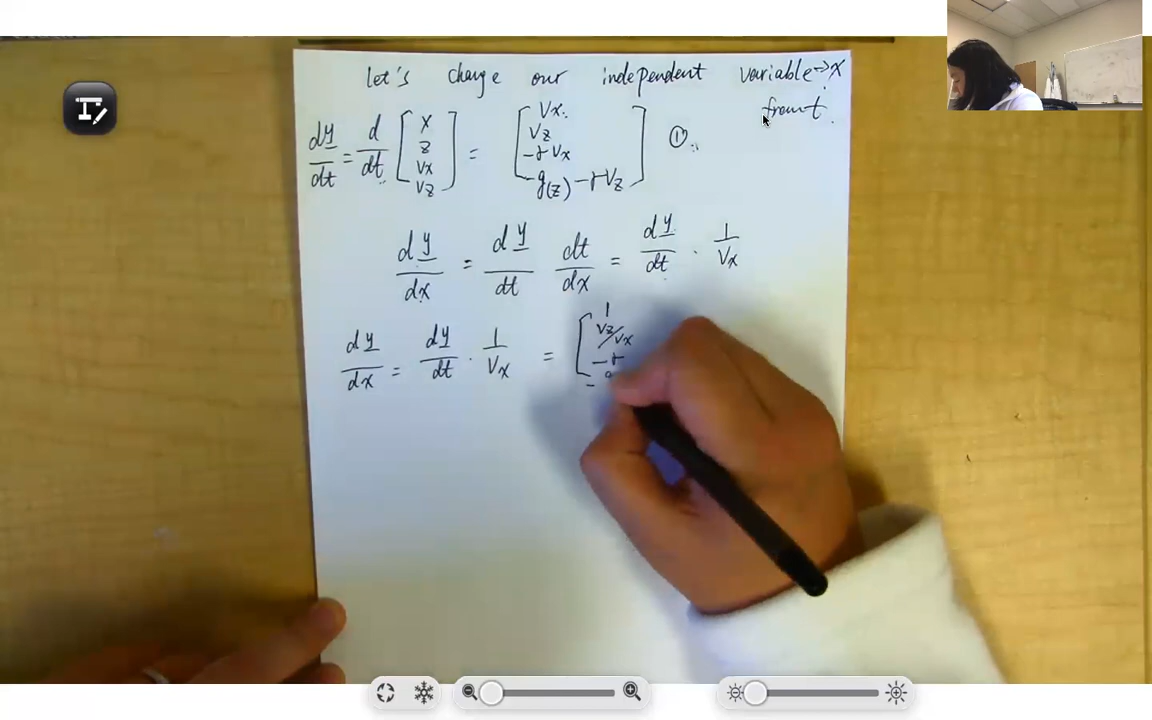 let's change our independent variable → x
from t
dy/dt = d/dt [x z vx vz] = [vx z -γvx -g(z) -γvz] ①
dy/dx = dy/dt dt/dx = dy/dt · 1/vx
dy/dx = dy/dt · 1/vx = [1 vz/vx -γ -g